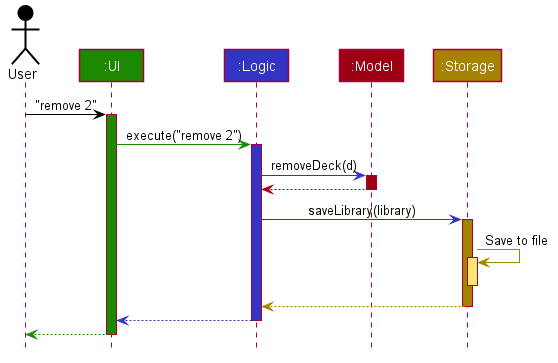 User
:UI
:Logic
:Model
:Storage
"remove 2"
execute("remove 2")
removeDeck(d)
saveLibrary(library)
Save to file